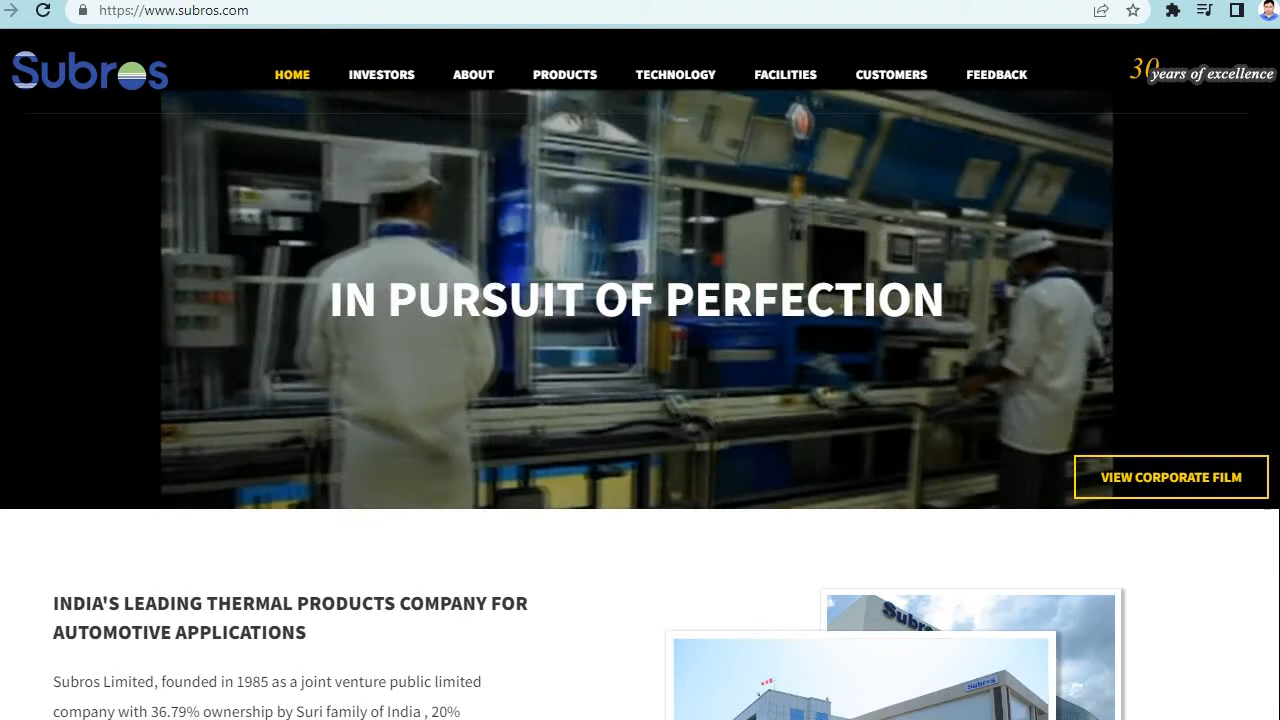 https://www.subros.com
Subros
HOME INVESTORS ABOUT PRODUCTS TECHNOLOGY FACILITIES CUSTOMERS FEEDBACK
30 years of excellence
IN PURSUIT OF PERFECTION
VIEW CORPORATE FILM
INDIA'S LEADING THERMAL PRODUCTS COMPANY FOR
AUTOMOTIVE APPLICATIONS
Subros Limited, founded in 1985 as a joint venture public limited
company with 36.79% ownership by Suri family of India , 20%
Subro
Subros